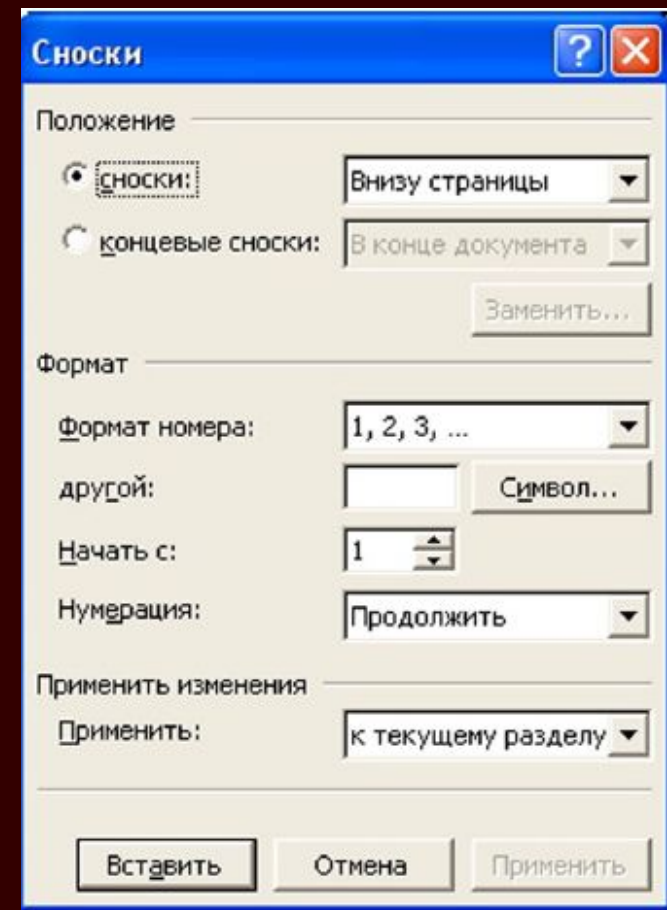 Сноски
Положение
сноски: Внизу страницы
концевые сноски: В конце документа
Заменить...
Формат
Формат номера: 1, 2, 3, ...
другой: Символ...
Начать с: 1
Нумерация: Продолжить
Применить изменения
Применить: к текущему разделу
Вставить Отмена Применить